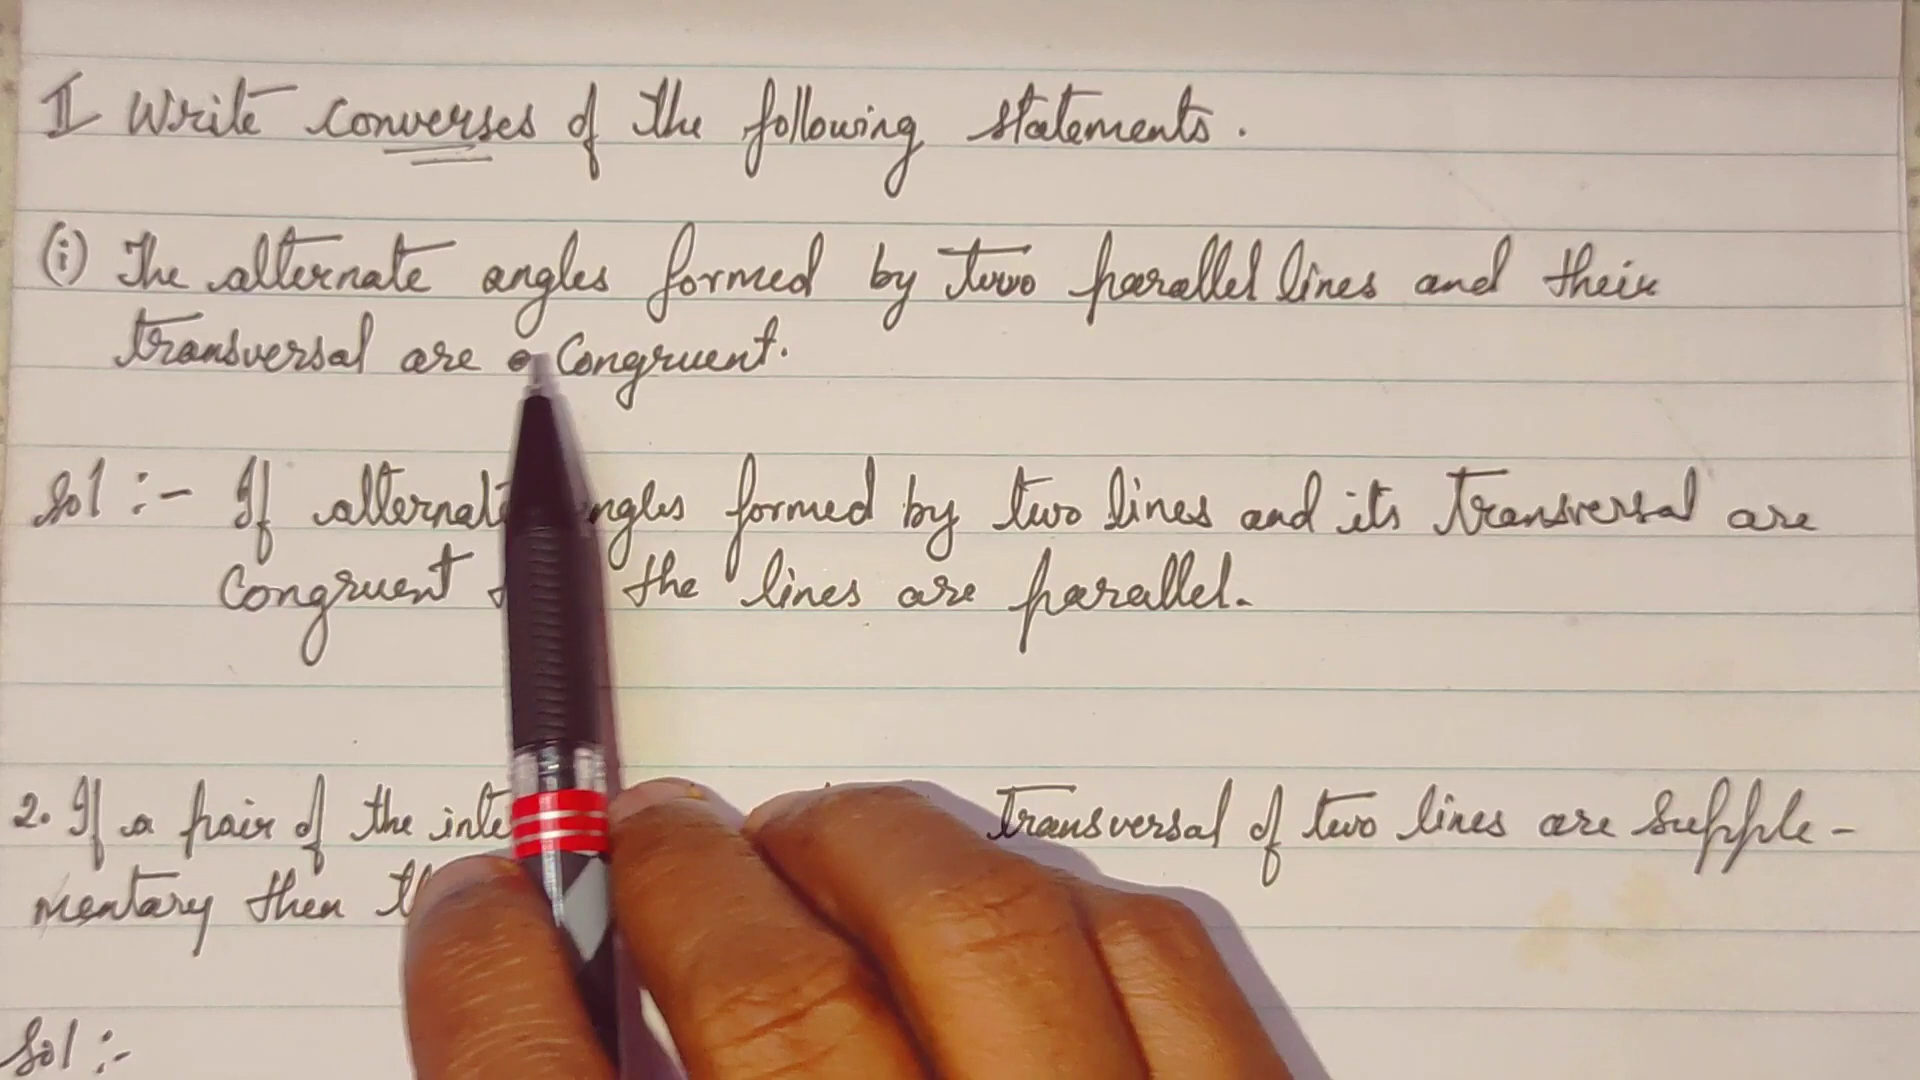 II Write converses of the following statements.
(i) The alternate angles formed by two parallel lines and their
transversal are congruent.
Sol :- If alternate angles formed by two lines and its transversal are
Congruent the lines are parallel.
2. If a pair of the transversal of two lines are Supple-
mentary then
Sol :-